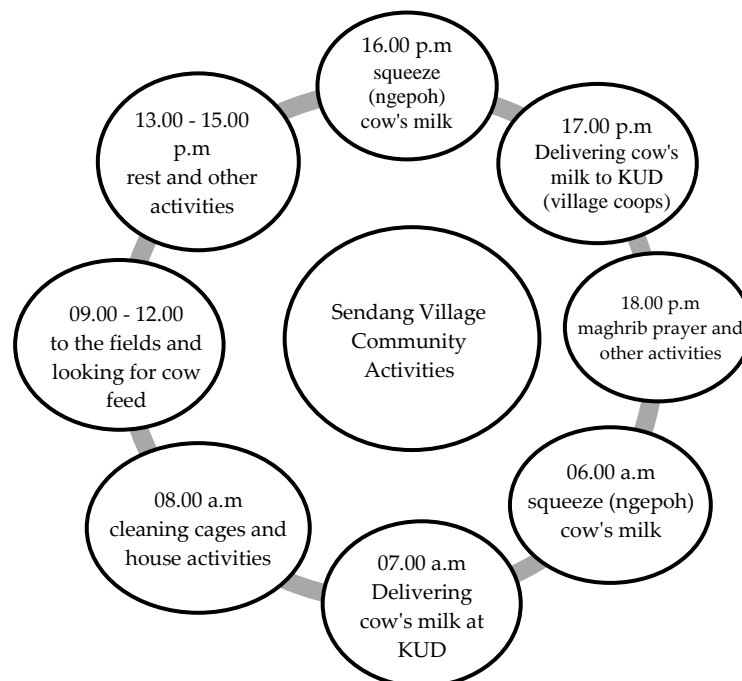 16.00 p.m
squeeze
(ngepoh)
cow's milk
17.00 p.m
Delivering cow's
milk to KUD
(village coops)
18.00 p.m
maghrib prayer and
other activities
06.00 a.m
squeeze (ngepoh)
cow's milk
07.00 a.m
Delivering
cow's milk at
KUD
08.00 a.m
cleaning cages and
house activities
09.00 - 12.00
to the fields and
looking for cow
feed
13.00 - 15.00
p.m
rest and other
activities
Sendang Village
Community
Activities